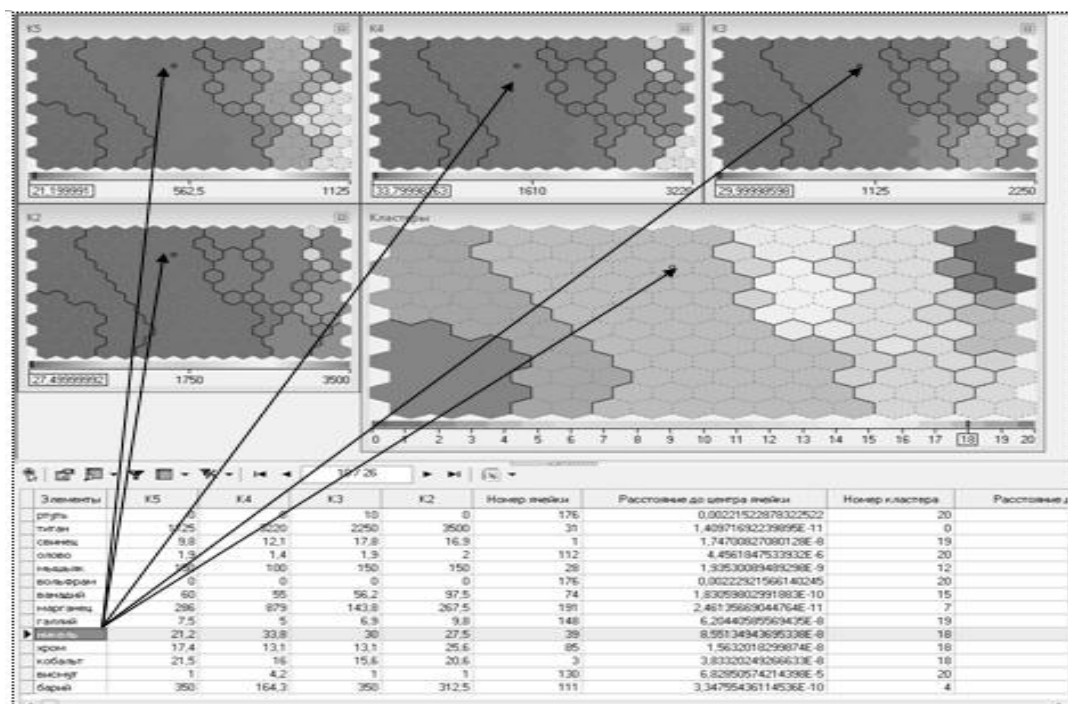 K5 K4 K3
21.199991 562.5 1125 1610 3220 29.99998598 1125 2250
K2 Кластеры
27.49999992 1750 3500
0 1 2 3 4 5 6 7 8 9 10 11 12 13 14 15 16 17 18 19 20
10 / 26
Элементы K5 K4 K3 K2 Номер ячейки Расстояние до центра ячейки Номер кластера Расстояние д
ртуть 0 0 10 0 176 0,00221522878322522 20
титан 1125 3220 2250 3500 31 1,40971692239895E-11 0
свинец 9,8 12,1 17,8 16,9 1 1,74700827080128E-8 19
олово 1,9 1,4 1,9 2 112 4,45618475533932E-6 20
мышьяк 150 100 150 150 28 1,93530089489298E-9 12
вольфрам 0 0 0 0 176 0,00222921566140245 20
ванадий 60 55 56,2 97,5 74 1,83059802991883E-10 15
марганец 286 879 143,8 267,5 191 2,46135669044764E-11 7
галлий 7,5 5 6,9 9,8 148 6,20440585569435E-8 19
никель 21,2 33,8 30 27,5 39 8,55134943695338E-8 18
хром 17,4 13,1 13,1 25,6 85 1,5632018299874E-8 18
кобальт 21,5 16 15,6 20,6 3 3,83320249266633E-8 18
висмут 1 4,2 1 1 130 6,82850574214398E-5 20
барий 350 164,3 350 312,5 111 3,34795436114536E-10 4